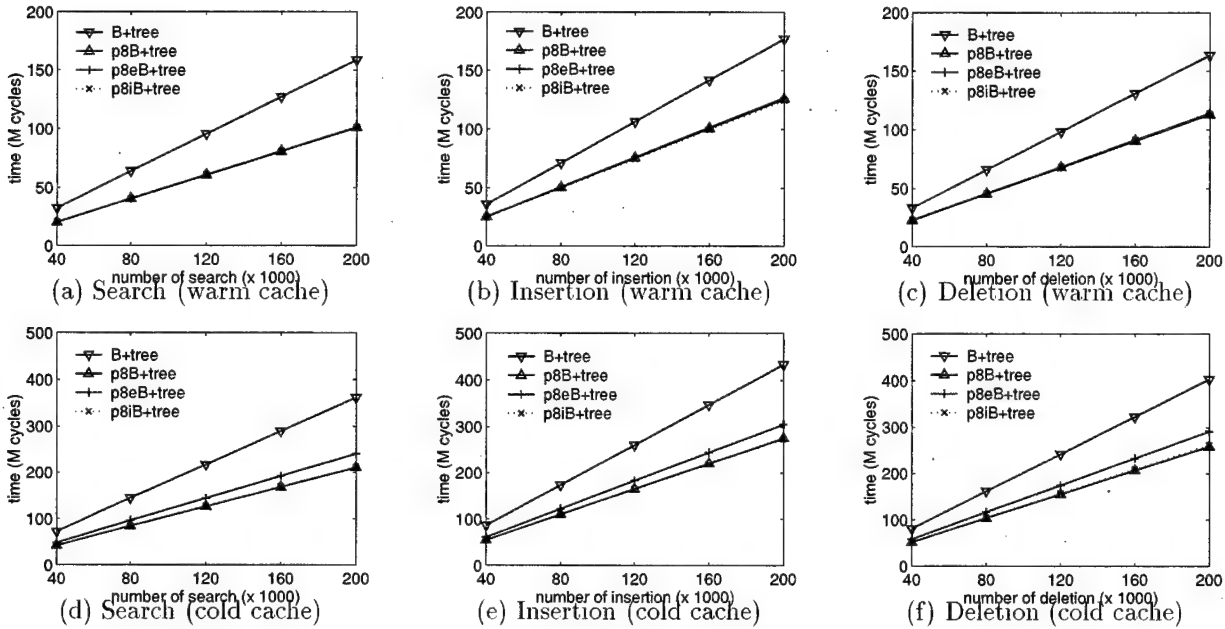 200
150
100
50
0
time (M cycles)
B+tree
p8B+tree
p8eB+tree
p8iB+tree
40 80 120 160 200
number of search (x 1000)
(a) Search (warm cache)
200
150
100
50
0
time (M cycles)
B+tree
p8B+tree
p8eB+tree
p8iB+tree
40 80 120 160 200
number of insertion (x 1000)
(b) Insertion (warm cache)
200
150
100
50
0
time (M cycles)
B+tree
p8B+tree
p8eB+tree
p8iB+tree
40 80 120 160 200
number of deletion (x 1000)
(c) Deletion (warm cache)
500
400
300
200
100
0
time (M cycles)
B+tree
p8B+tree
p8eB+tree
p8iB+tree
40 80 120 160 200
number of search (x 1000)
(d) Search (cold cache)
500
400
300
200
100
0
time (M cycles)
B+tree
p8B+tree
p8eB+tree
p8iB+tree
40 80 120 160 200
number of insertion (x 1000)
(e) Insertion (cold cache)
500
400
300
200
100
0
time (M cycles)
B+tree
p8B+tree
p8eB+tree
p8iB+tree
40 80 120 160 200
number of deletion (x 1000)
(f) Deletion (cold cache)